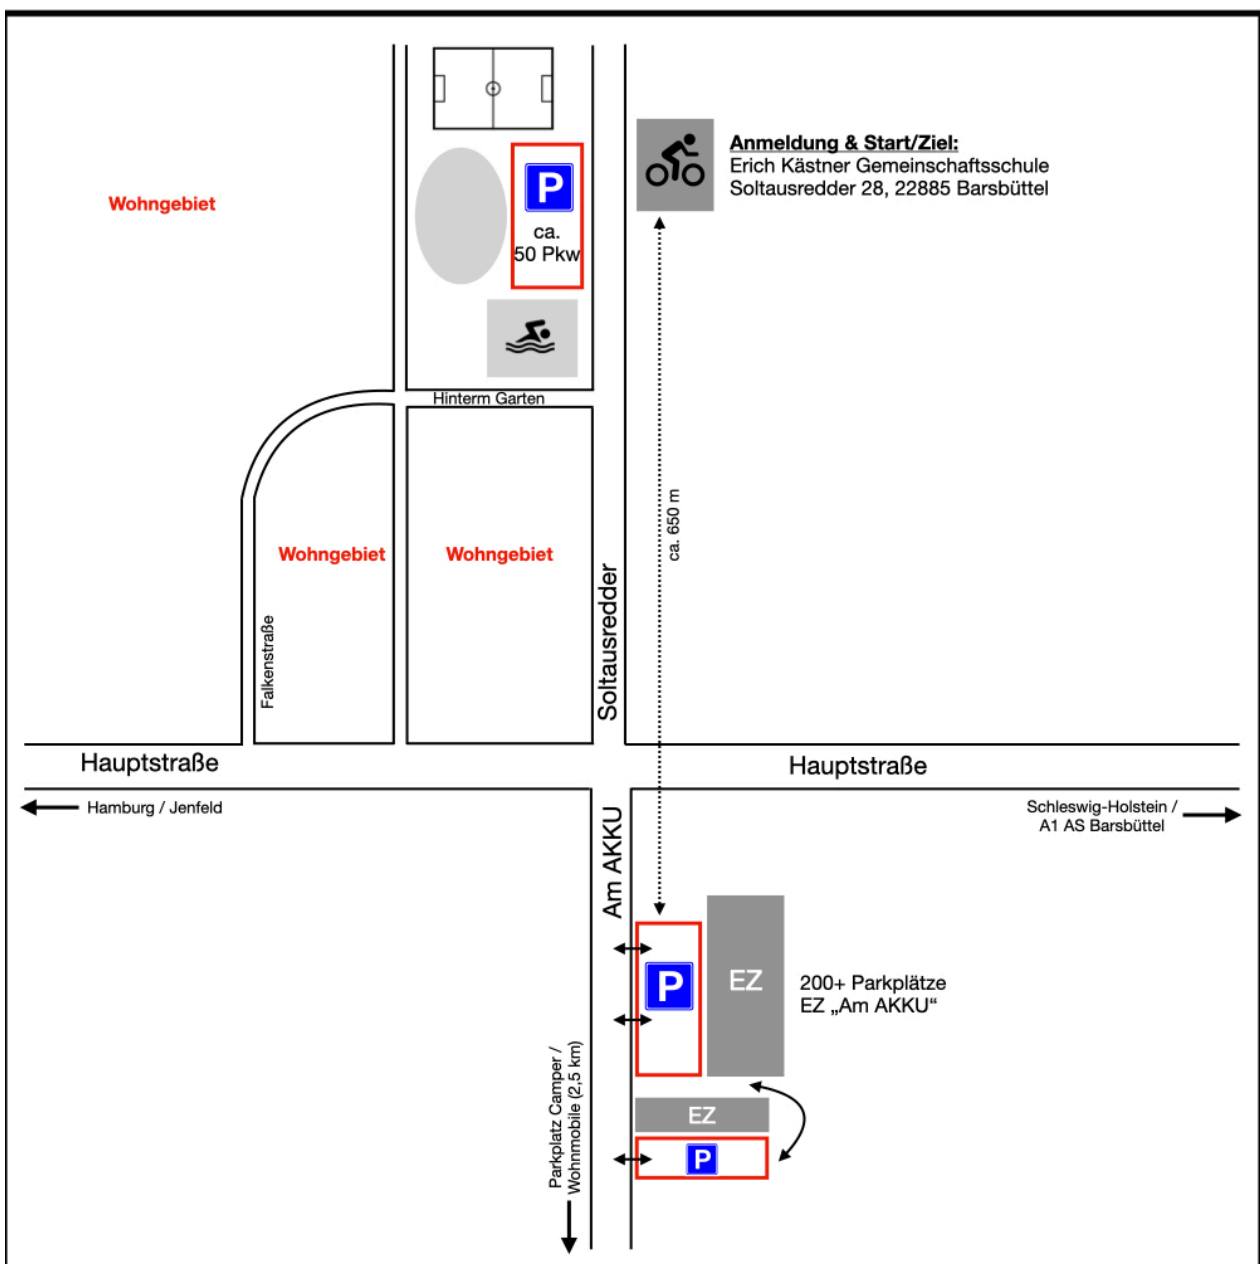 Anmeldung & Start/Ziel:
Erich Kästner Gemeinschaftsschule
Soltausredder 28, 22885 Barsbüttel
P
ca.
50 Pkw
Wohngebiet
Hinterm Garten
ca. 650 m
Wohngebiet
Wohngebiet
Soltausredder
Falkenstraße
Hauptstraße
Hauptstraße
Hamburg / Jenfeld
Schleswig-Holstein /
A1 AS Barsbüttel
Am AKKU
P
EZ
200+ Parkplätze
EZ „Am AKKU“
Parkplatz Camper /
Wohnmobile (2,5 km)
EZ
P